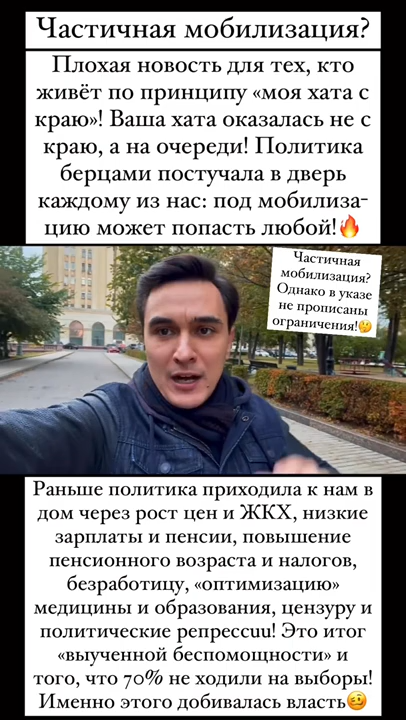 Частичная мобилизация?
Плохая новость для тех, кто
живёт по принципу «моя хата с
краю»! Ваша хата оказалась не с
краю, а на очереди! Политика
берцами постучала в дверь
каждому из нас: под мобилиза-
цию может попасть любой!🔥
Частичная
мобилизация?
Однако в указе
не прописаны
ограничения!🤔
Раньше политика приходила к нам в
дом через рост цен и ЖКХ, низкие
зарплаты и пенсии, повышение
пенсионного возраста и налогов,
безработицу, «оптимизацию»
медицины и образования, цензуру и
политические репрессии! Это итог
«выученной беспомощности» и
того, что 70% не ходили на выборы!
Именно этого добивалась власть🥴